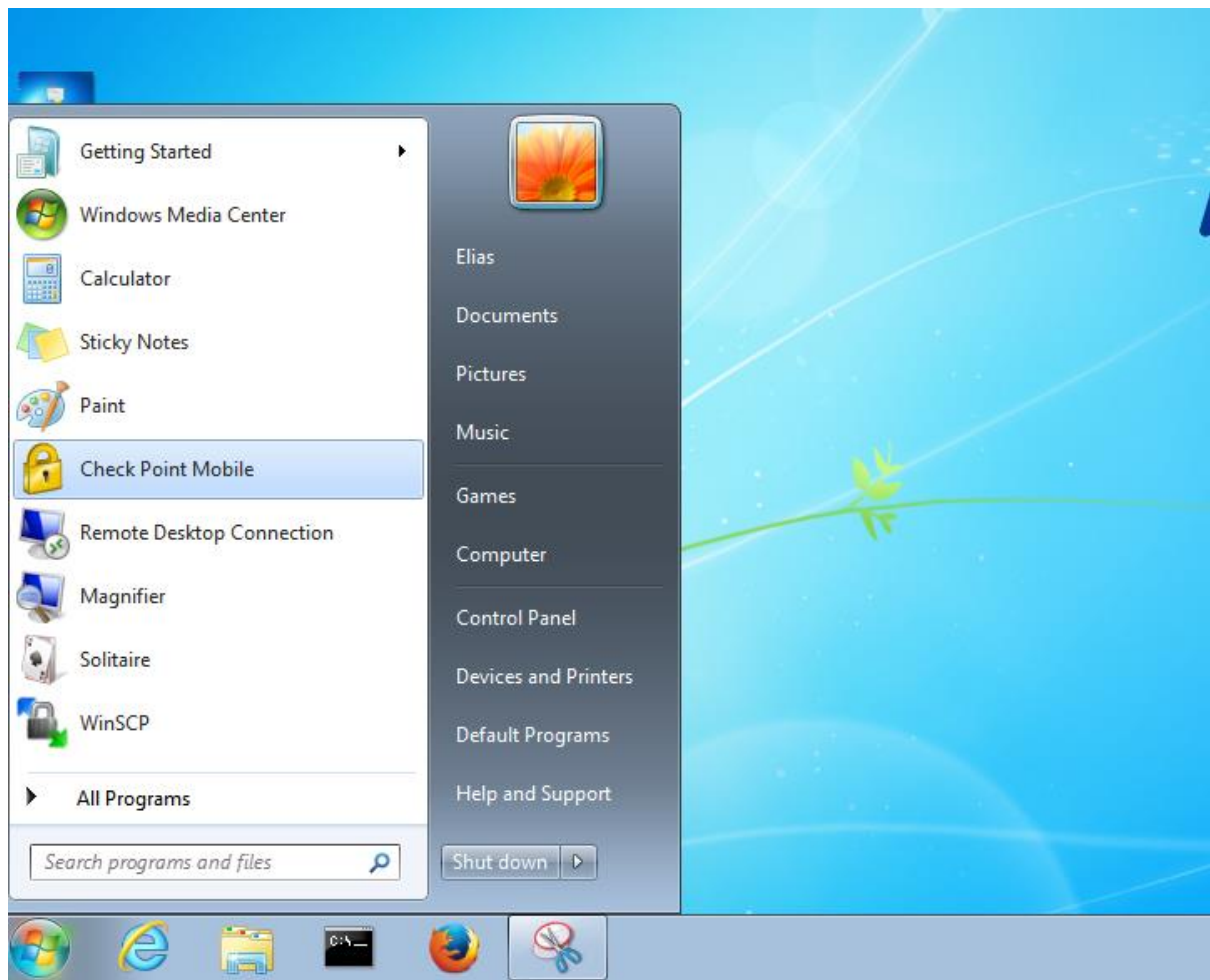 Getting Started
Windows Media Center
Calculator
Sticky Notes
Paint
Check Point Mobile
Remote Desktop Connection
Magnifier
Solitaire
WinSCP
All Programs
Search programs and files
Elias
Documents
Pictures
Music
Games
Computer
Control Panel
Devices and Printers
Default Programs
Help and Support
Shut down
C:\_